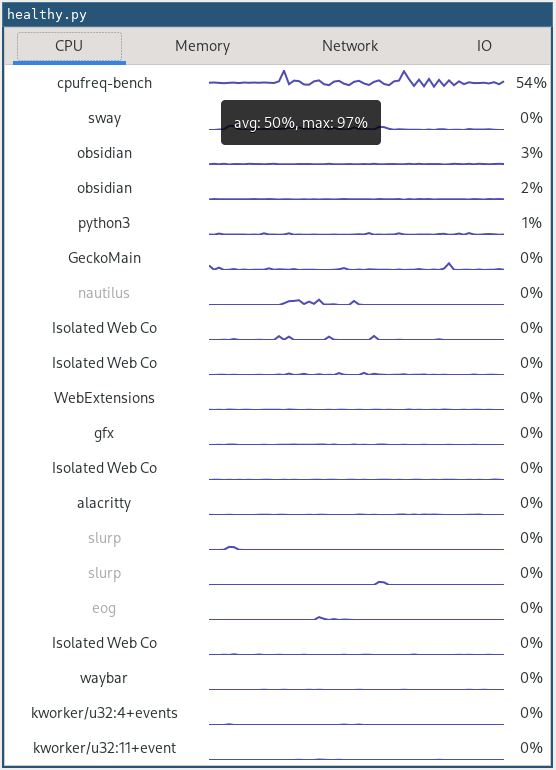 healthy.py
CPU Memory Network IO
cpufreq-bench 54%
sway 0%
avg: 50%, max: 97%
obsidian 3%
obsidian 2%
python3 1%
GeckoMain 0%
nautilus 0%
Isolated Web Co 0%
Isolated Web Co 0%
WebExtensions 0%
gfx 0%
Isolated Web Co 0%
alacritty 0%
slurp 0%
slurp 0%
eog 0%
Isolated Web Co 0%
waybar 0%
kworker/u32:4+events 0%
kworker/u32:11+event 0%